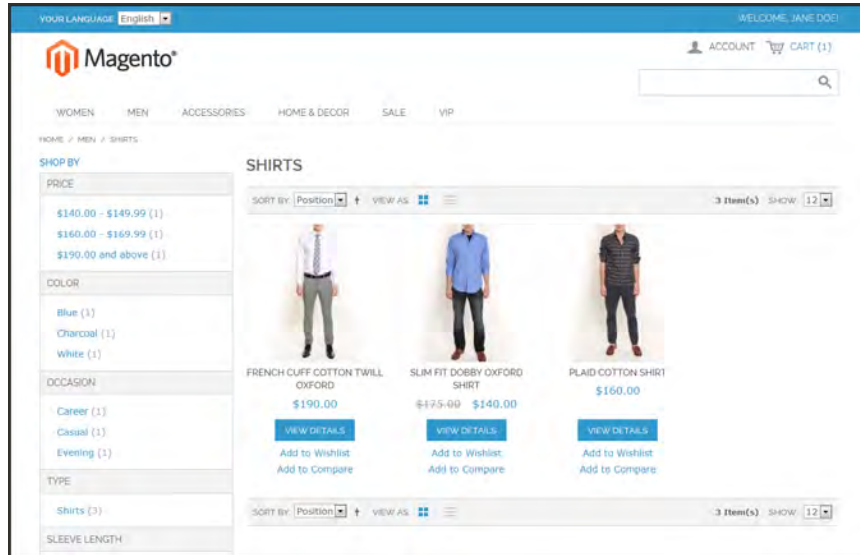 YOUR LANGUAGE: English
WELCOME, JANE DOE!
Magento®
ACCOUNT CART (1)
WOMEN MEN ACCESSORIES HOME & DECOR SALE VIP
HOME / MEN / SHIRTS
SHOP BY
PRICE
$140.00 - $149.99 (1)
$160.00 - $169.99 (1)
$190.00 and above (1)
COLOR
Blue (1)
Charcoal (1)
White (1)
OCCASION
Career (1)
Casual (1)
Evening (1)
TYPE
Shirts (3)
SLEEVE LENGTH
SHIRTS
SORT BY Position VIEW AS 3 Item(s) SHOW 12
FRENCH CUFF COTTON TWILL
OXFORD
$190.00
VIEW DETAILS
Add to Wishlist
Add to Compare
SLIM FIT DOBBY OXFORD
SHIRT
$175.00 $140.00
VIEW DETAILS
Add to Wishlist
Add to Compare
PLAID COTTON SHIRT
$160.00
VIEW DETAILS
Add to Wishlist
Add to Compare
SORT BY Position VIEW AS 3 Item(s) SHOW 12